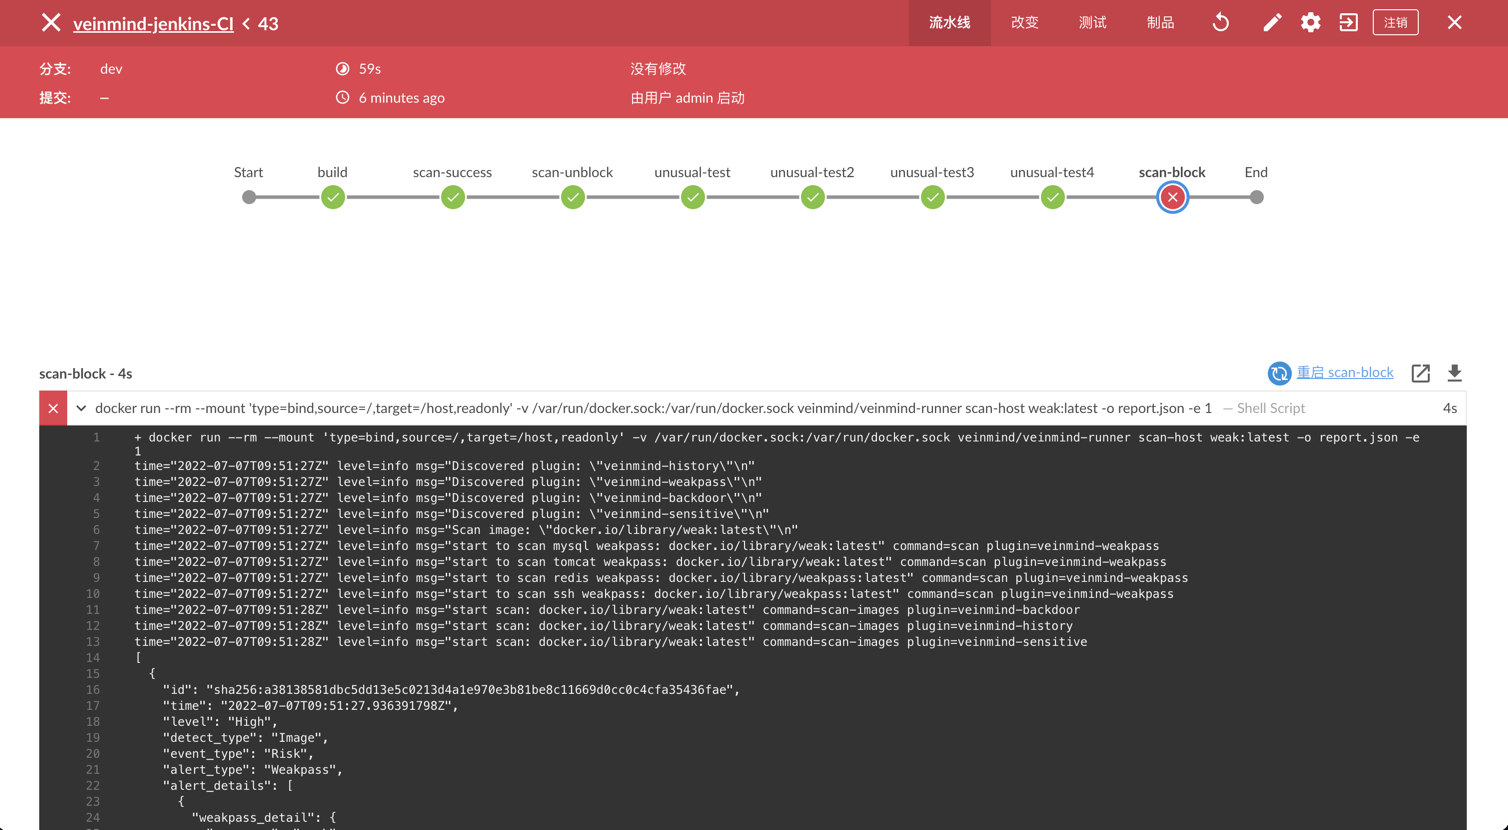 veinmind-jenkins-CI < 43
流水线 改变 测试 制品 注销
分支: dev 59s 没有修改
提交: — 6 minutes ago 由用户 admin 启动
Start build scan-success scan-unblock unusual-test unusual-test2 unusual-test3 unusual-test4 scan-block End
scan-block - 4s 重启 scan-block
docker run --rm --mount 'type=bind,source=/,target=/host,readonly' -v /var/run/docker.sock:/var/run/docker.sock veinmind/veinmind-runner scan-host weak:latest -o report.json -e 1 — Shell Script 4s
1 + docker run --rm --mount 'type=bind,source=/,target=/host,readonly' -v /var/run/docker.sock:/var/run/docker.sock veinmind/veinmind-runner scan-host weak:latest -o report.json -e
1
2 time="2022-07-07T09:51:27Z" level=info msg="Discovered plugin: \"veinmind-history\"\n"
3 time="2022-07-07T09:51:27Z" level=info msg="Discovered plugin: \"veinmind-weakpass\"\n"
4 time="2022-07-07T09:51:27Z" level=info msg="Discovered plugin: \"veinmind-backdoor\"\n"
5 time="2022-07-07T09:51:27Z" level=info msg="Discovered plugin: \"veinmind-sensitive\"\n"
6 time="2022-07-07T09:51:27Z" level=info msg="Scan image: \"docker.io/library/weak:latest\"\n"
7 time="2022-07-07T09:51:27Z" level=info msg="start to scan mysql weakpass: docker.io/library/weak:latest" command=scan plugin=veinmind-weakpass
8 time="2022-07-07T09:51:27Z" level=info msg="start to scan tomcat weakpass: docker.io/library/weak:latest" command=scan plugin=veinmind-weakpass
9 time="2022-07-07T09:51:27Z" level=info msg="start to scan redis weakpass: docker.io/library/weakpass:latest" command=scan plugin=veinmind-weakpass
10 time="2022-07-07T09:51:27Z" level=info msg="start to scan ssh weakpass: docker.io/library/weakpass:latest" command=scan plugin=veinmind-weakpass
11 time="2022-07-07T09:51:28Z" level=info msg="start scan: docker.io/library/weak:latest" command=scan-images plugin=veinmind-backdoor
12 time="2022-07-07T09:51:28Z" level=info msg="start scan: docker.io/library/weak:latest" command=scan-images plugin=veinmind-history
13 time="2022-07-07T09:51:28Z" level=info msg="start scan: docker.io/library/weak:latest" command=scan-images plugin=veinmind-sensitive
14 [
15 {
16 "id": "sha256:a38138581dbc5dd13e5c0213d4a1e970e3b81be8c11669d0cc0c4cfa35436fae",
17 "time": "2022-07-07T09:51:27.936391798Z",
18 "level": "High",
19 "detect_type": "Image",
20 "event_type": "Risk",
21 "alert_type": "Weakpass",
22 "alert_details": [
23 {
24 "weakpass_detail": {